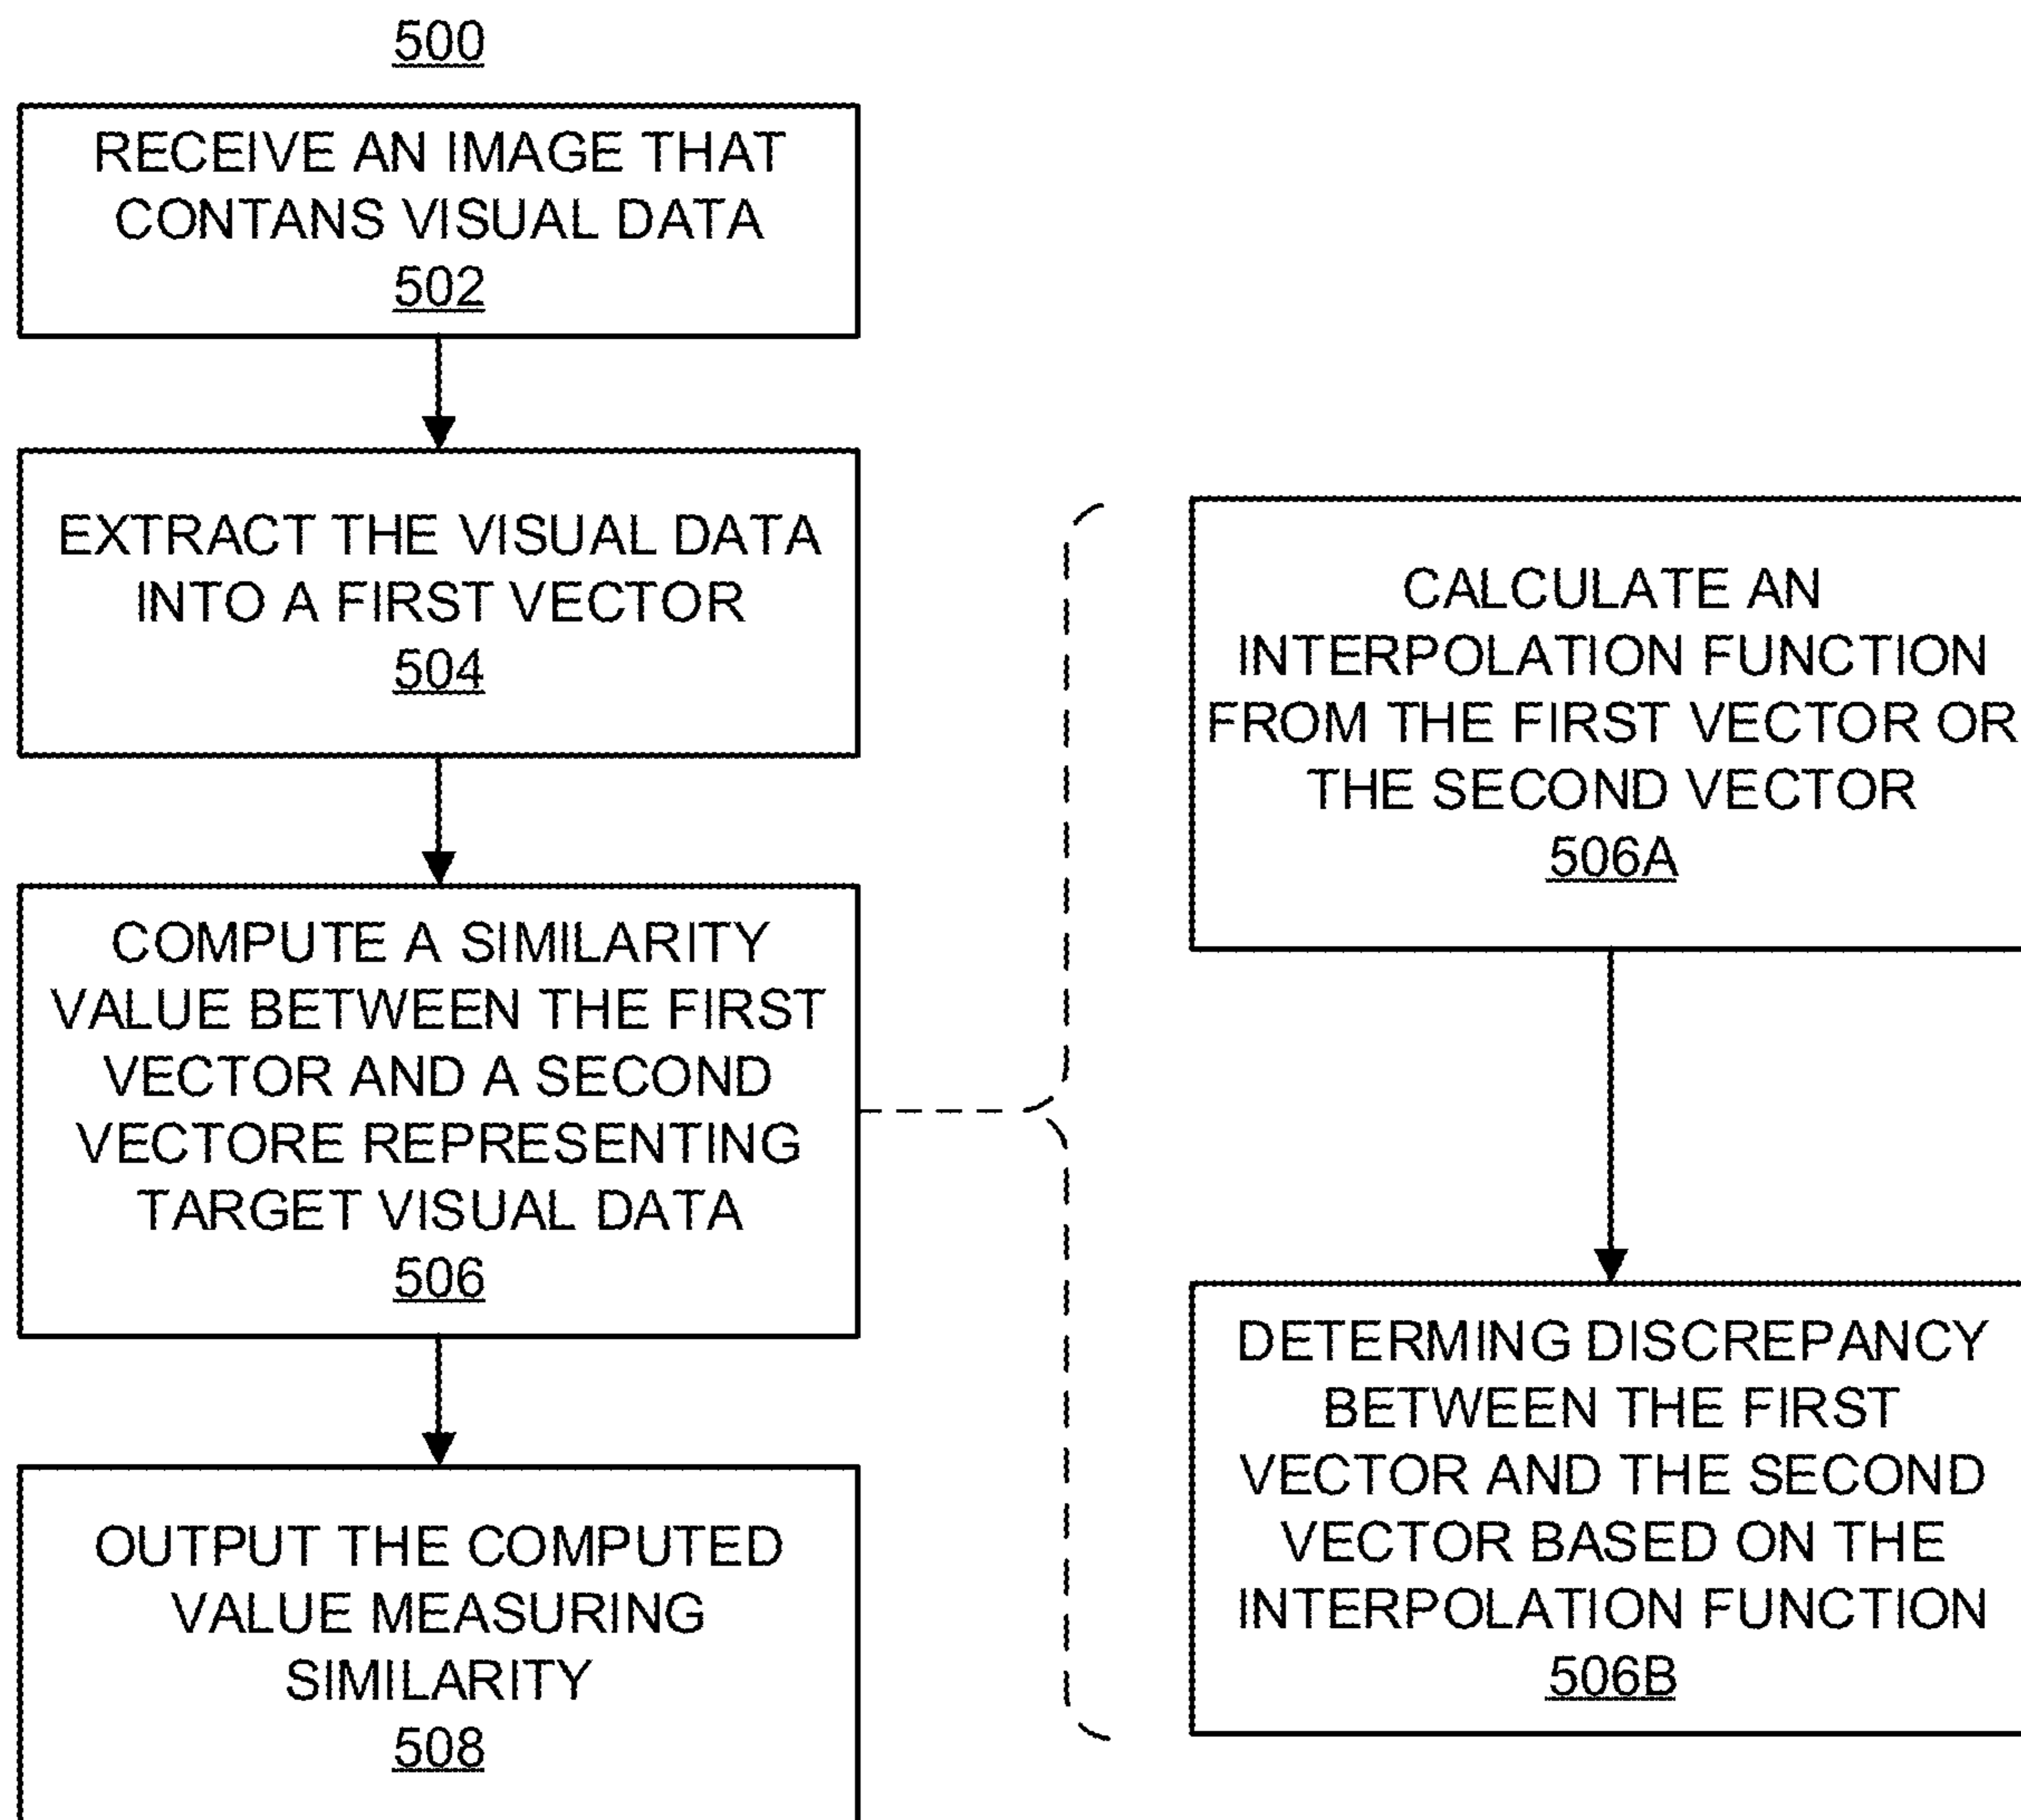 500
RECEIVE AN IMAGE THAT
CONTANS VISUAL DATA
502
EXTRACT THE VISUAL DATA
INTO A FIRST VECTOR
504
COMPUTE A SIMILARITY
VALUE BETWEEN THE FIRST
VECTOR AND A SECOND
VECTORE REPRESENTING
TARGET VISUAL DATA
506
OUTPUT THE COMPUTED
VALUE MEASURING
SIMILARITY
508
CALCULATE AN
INTERPOLATION FUNCTION
FROM THE FIRST VECTOR OR
THE SECOND VECTOR
506A
DETERMING DISCREPANCY
BETWEEN THE FIRST
VECTOR AND THE SECOND
VECTOR BASED ON THE
INTERPOLATION FUNCTION
506B